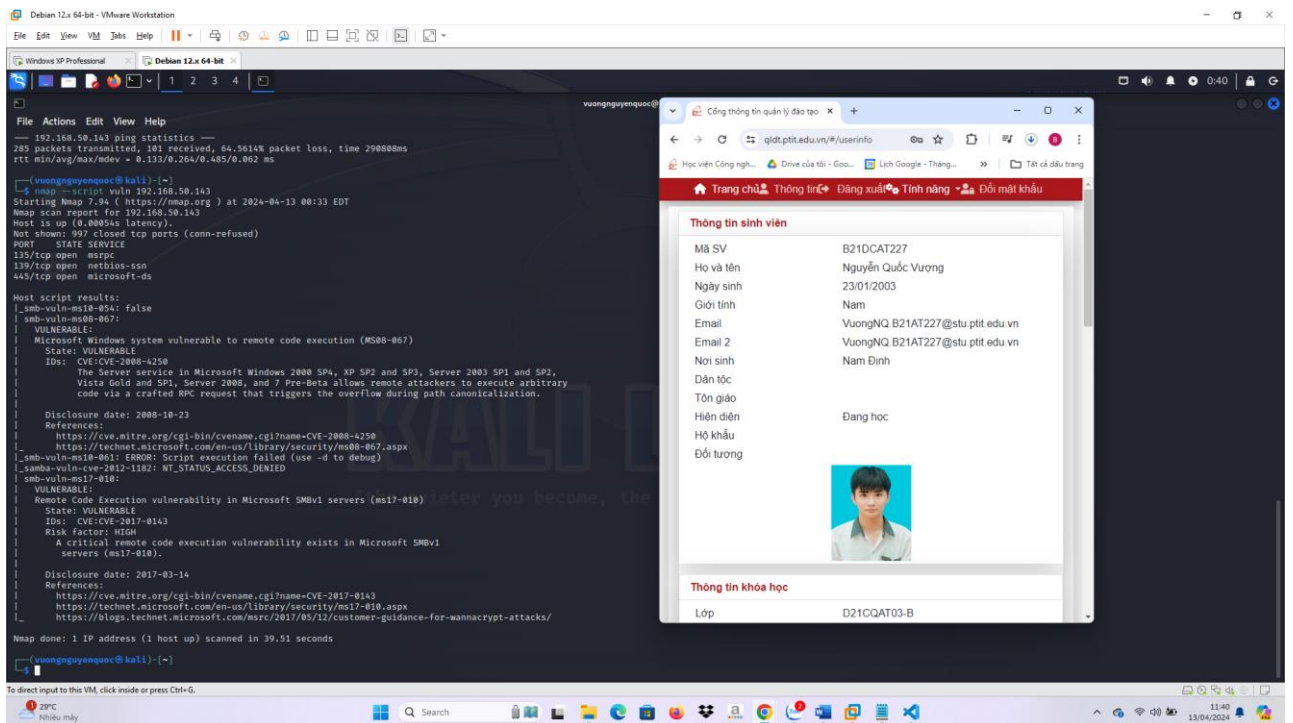 Debian 12.x 64-bit - VMware Workstation
File Edit View VM Tabs Help
Windows XP Professional
Debian 12.x 64-bit
1 2 3 4
0:40
vuongnguyenquoc@
File Actions Edit View Help
— 192.168.50.143 ping statistics —
285 packets transmitted, 101 received, 64.5614% packet loss, time 290808ms
rtt min/avg/max/mdev = 0.133/0.264/0.485/0.062 ms
(vuongnguyenquoc㉿kali)-[~]
$ nmap --script vuln 192.168.50.143
Starting Nmap 7.94 ( https://nmap.org ) at 2024-04-13 00:33 EDT
Nmap scan report for 192.168.50.143
Host is up (0.00054s latency).
Not shown: 997 closed tcp ports (conn-refused)
PORT STATE SERVICE
135/tcp open msrpc
139/tcp open netbios-ssn
445/tcp open microsoft-ds
Host script results:
|_smb-vuln-ms10-054: false
| smb-vuln-ms08-067:
| VULNERABLE:
| Microsoft Windows system vulnerable to remote code execution (MS08-067)
| State: VULNERABLE
| IDs: CVE:CVE-2008-4250
| The Server service in Microsoft Windows 2000 SP4, XP SP2 and SP3, Server 2003 SP1 and SP2,
| Vista Gold and SP1, Server 2008, and 7 Pre-Beta allows remote attackers to execute arbitrary
| code via a crafted RPC request that triggers the overflow during path canonicalization.
|
| Disclosure date: 2008-10-23
| References:
| https://cve.mitre.org/cgi-bin/cvename.cgi?name=CVE-2008-4250
|_ https://technet.microsoft.com/en-us/library/security/ms08-067.aspx
|_smb-vuln-ms10-061: ERROR: Script execution failed (use -d to debug)
|_samba-vuln-cve-2012-1182: NT_STATUS_ACCESS_DENIED
| smb-vuln-ms17-010:
| VULNERABLE:
| Remote Code Execution vulnerability in Microsoft SMBv1 servers (ms17-010)
| State: VULNERABLE
| IDs: CVE:CVE-2017-0143
| Risk factor: HIGH
| A critical remote code execution vulnerability exists in Microsoft SMBv1
| servers (ms17-010).
|
| Disclosure date: 2017-03-14
| References:
| https://cve.mitre.org/cgi-bin/cvename.cgi?name=CVE-2017-0143
| https://technet.microsoft.com/en-us/library/security/ms17-010.aspx
|_ https://blogs.technet.microsoft.com/msrc/2017/05/12/customer-guidance-for-wannacrypt-attacks/
Nmap done: 1 IP address (1 host up) scanned in 39.51 seconds
(vuongnguyenquoc㉿kali)-[~]
$
KALI
you become, the
Cổng thông tin quản lý đào tạo
qldt.ptit.edu.vn/#/userinfo
B
Học viện Công ngh...
Drive của tôi - Goo...
Lịch Google - Tháng...
Tất cả dấu trang
Trang chủ Thông tin Đăng xuất Tính năng Đổi mật khẩu
Thông tin sinh viên
Mã SV B21DCAT227
Họ và tên Nguyễn Quốc Vượng
Ngày sinh 23/01/2003
Giới tính Nam
Email VuongNQ.B21AT227@stu.ptit.edu.vn
Email 2 VuongNQ.B21AT227@stu.ptit.edu.vn
Nơi sinh Nam Định
Dân tộc
Tôn giáo
Hiện diện Đang học
Hộ khẩu
Đối tượng
Thông tin khóa học
Lớp D21CQAT03-B
To direct input to this VM, click inside or press Ctrl+G.
29°C
Nhiều mây
Search
11:40
13/04/2024